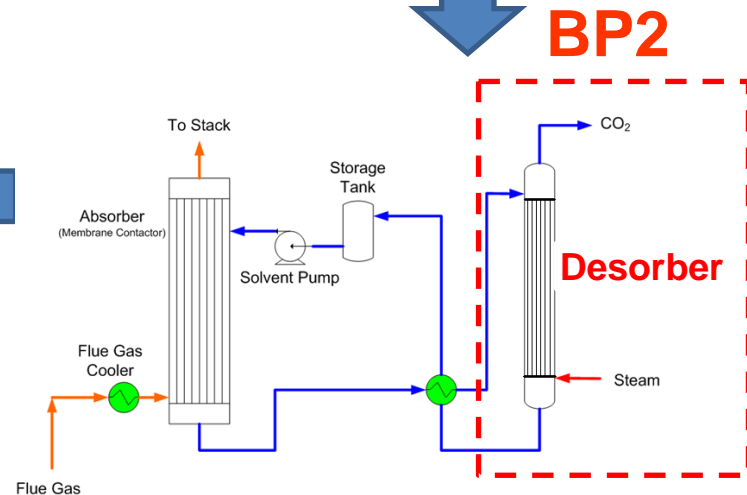 BP2
To Stack
CO₂
Storage
Tank
Absorber
(Membrane Contactor)
Solvent Pump
Desorber
Flue Gas
Cooler
Steam
Flue Gas